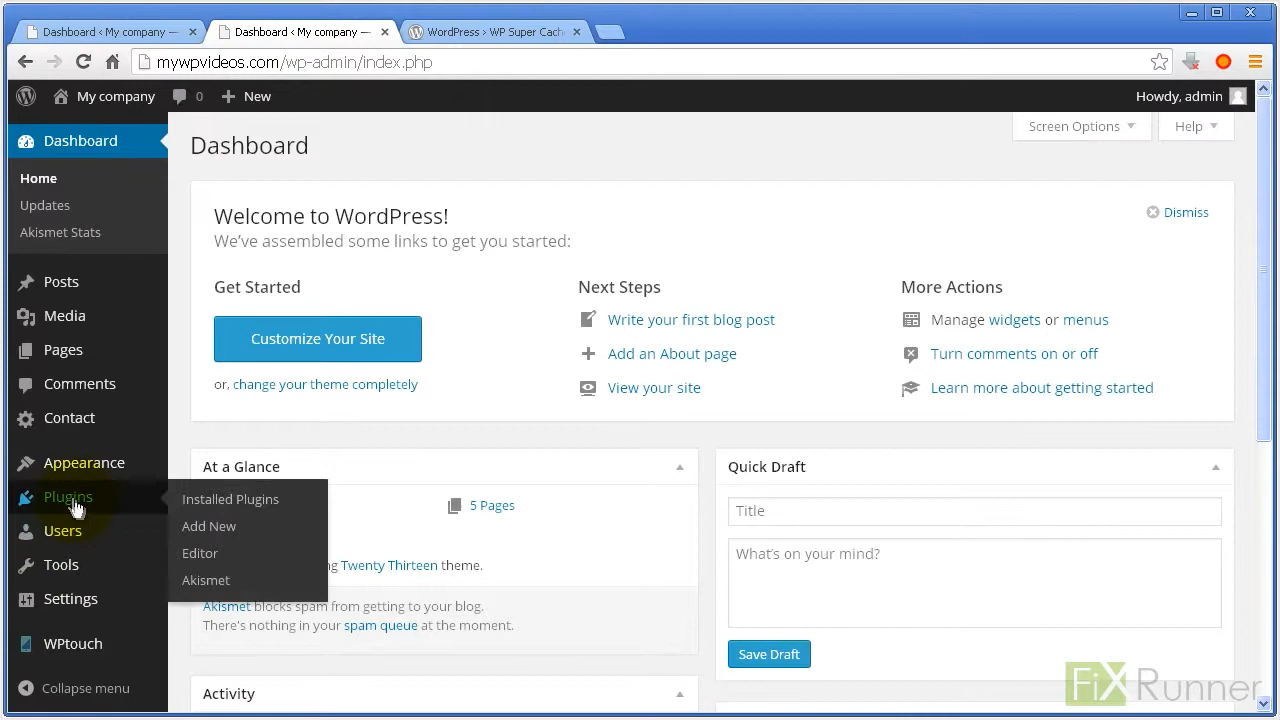 Dashboard ‹ My company —
Dashboard ‹ My company —
WordPress › WP Super Cach
mywpvideos.com/wp-admin/index.php
My company
0
New
Howdy, admin
Dashboard
Home
Updates
Akismet Stats
Posts
Media
Pages
Comments
Contact
Appearance
Plugins
Users
Tools
Settings
WPtouch
Collapse menu
Installed Plugins
Add New
Editor
Akismet
Dashboard
Screen Options
Help
Welcome to WordPress!
We've assembled some links to get you started:
Dismiss
Get Started
Customize Your Site
or, change your theme completely
Next Steps
Write your first blog post
Add an About page
View your site
More Actions
Manage widgets or menus
Turn comments on or off
Learn more about getting started
At a Glance
5 Pages
Twenty Thirteen theme.
Akismet blocks spam from getting to your blog.
There's nothing in your spam queue at the moment.
Activity
Quick Draft
Title
What's on your mind?
Save Draft
FiX Runner